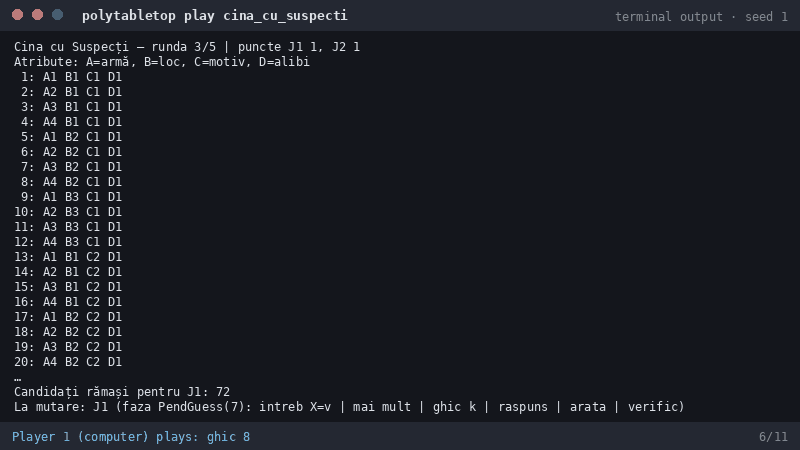 polytabletop play cina_cu_suspecti
terminal output · seed 1
Cina cu Suspecți — runda 3/5 | puncte J1 1, J2 1
Atribute: A=armă, B=loc, C=motiv, D=alibi
1: A1 B1 C1 D1
2: A2 B1 C1 D1
3: A3 B1 C1 D1
4: A4 B1 C1 D1
5: A1 B2 C1 D1
6: A2 B2 C1 D1
7: A3 B2 C1 D1
8: A4 B2 C1 D1
9: A1 B3 C1 D1
10: A2 B3 C1 D1
11: A3 B3 C1 D1
12: A4 B3 C1 D1
13: A1 B1 C2 D1
14: A2 B1 C2 D1
15: A3 B1 C2 D1
16: A4 B1 C2 D1
17: A1 B2 C2 D1
18: A2 B2 C2 D1
19: A3 B2 C2 D1
20: A4 B2 C2 D1
…
Candidați rămași pentru J1: 72
La mutare: J1 (faza PendGuess(7): intreb X=v | mai mult | ghic k | raspuns | arata | verific)
Player 1 (computer) plays: ghic 8
6/11